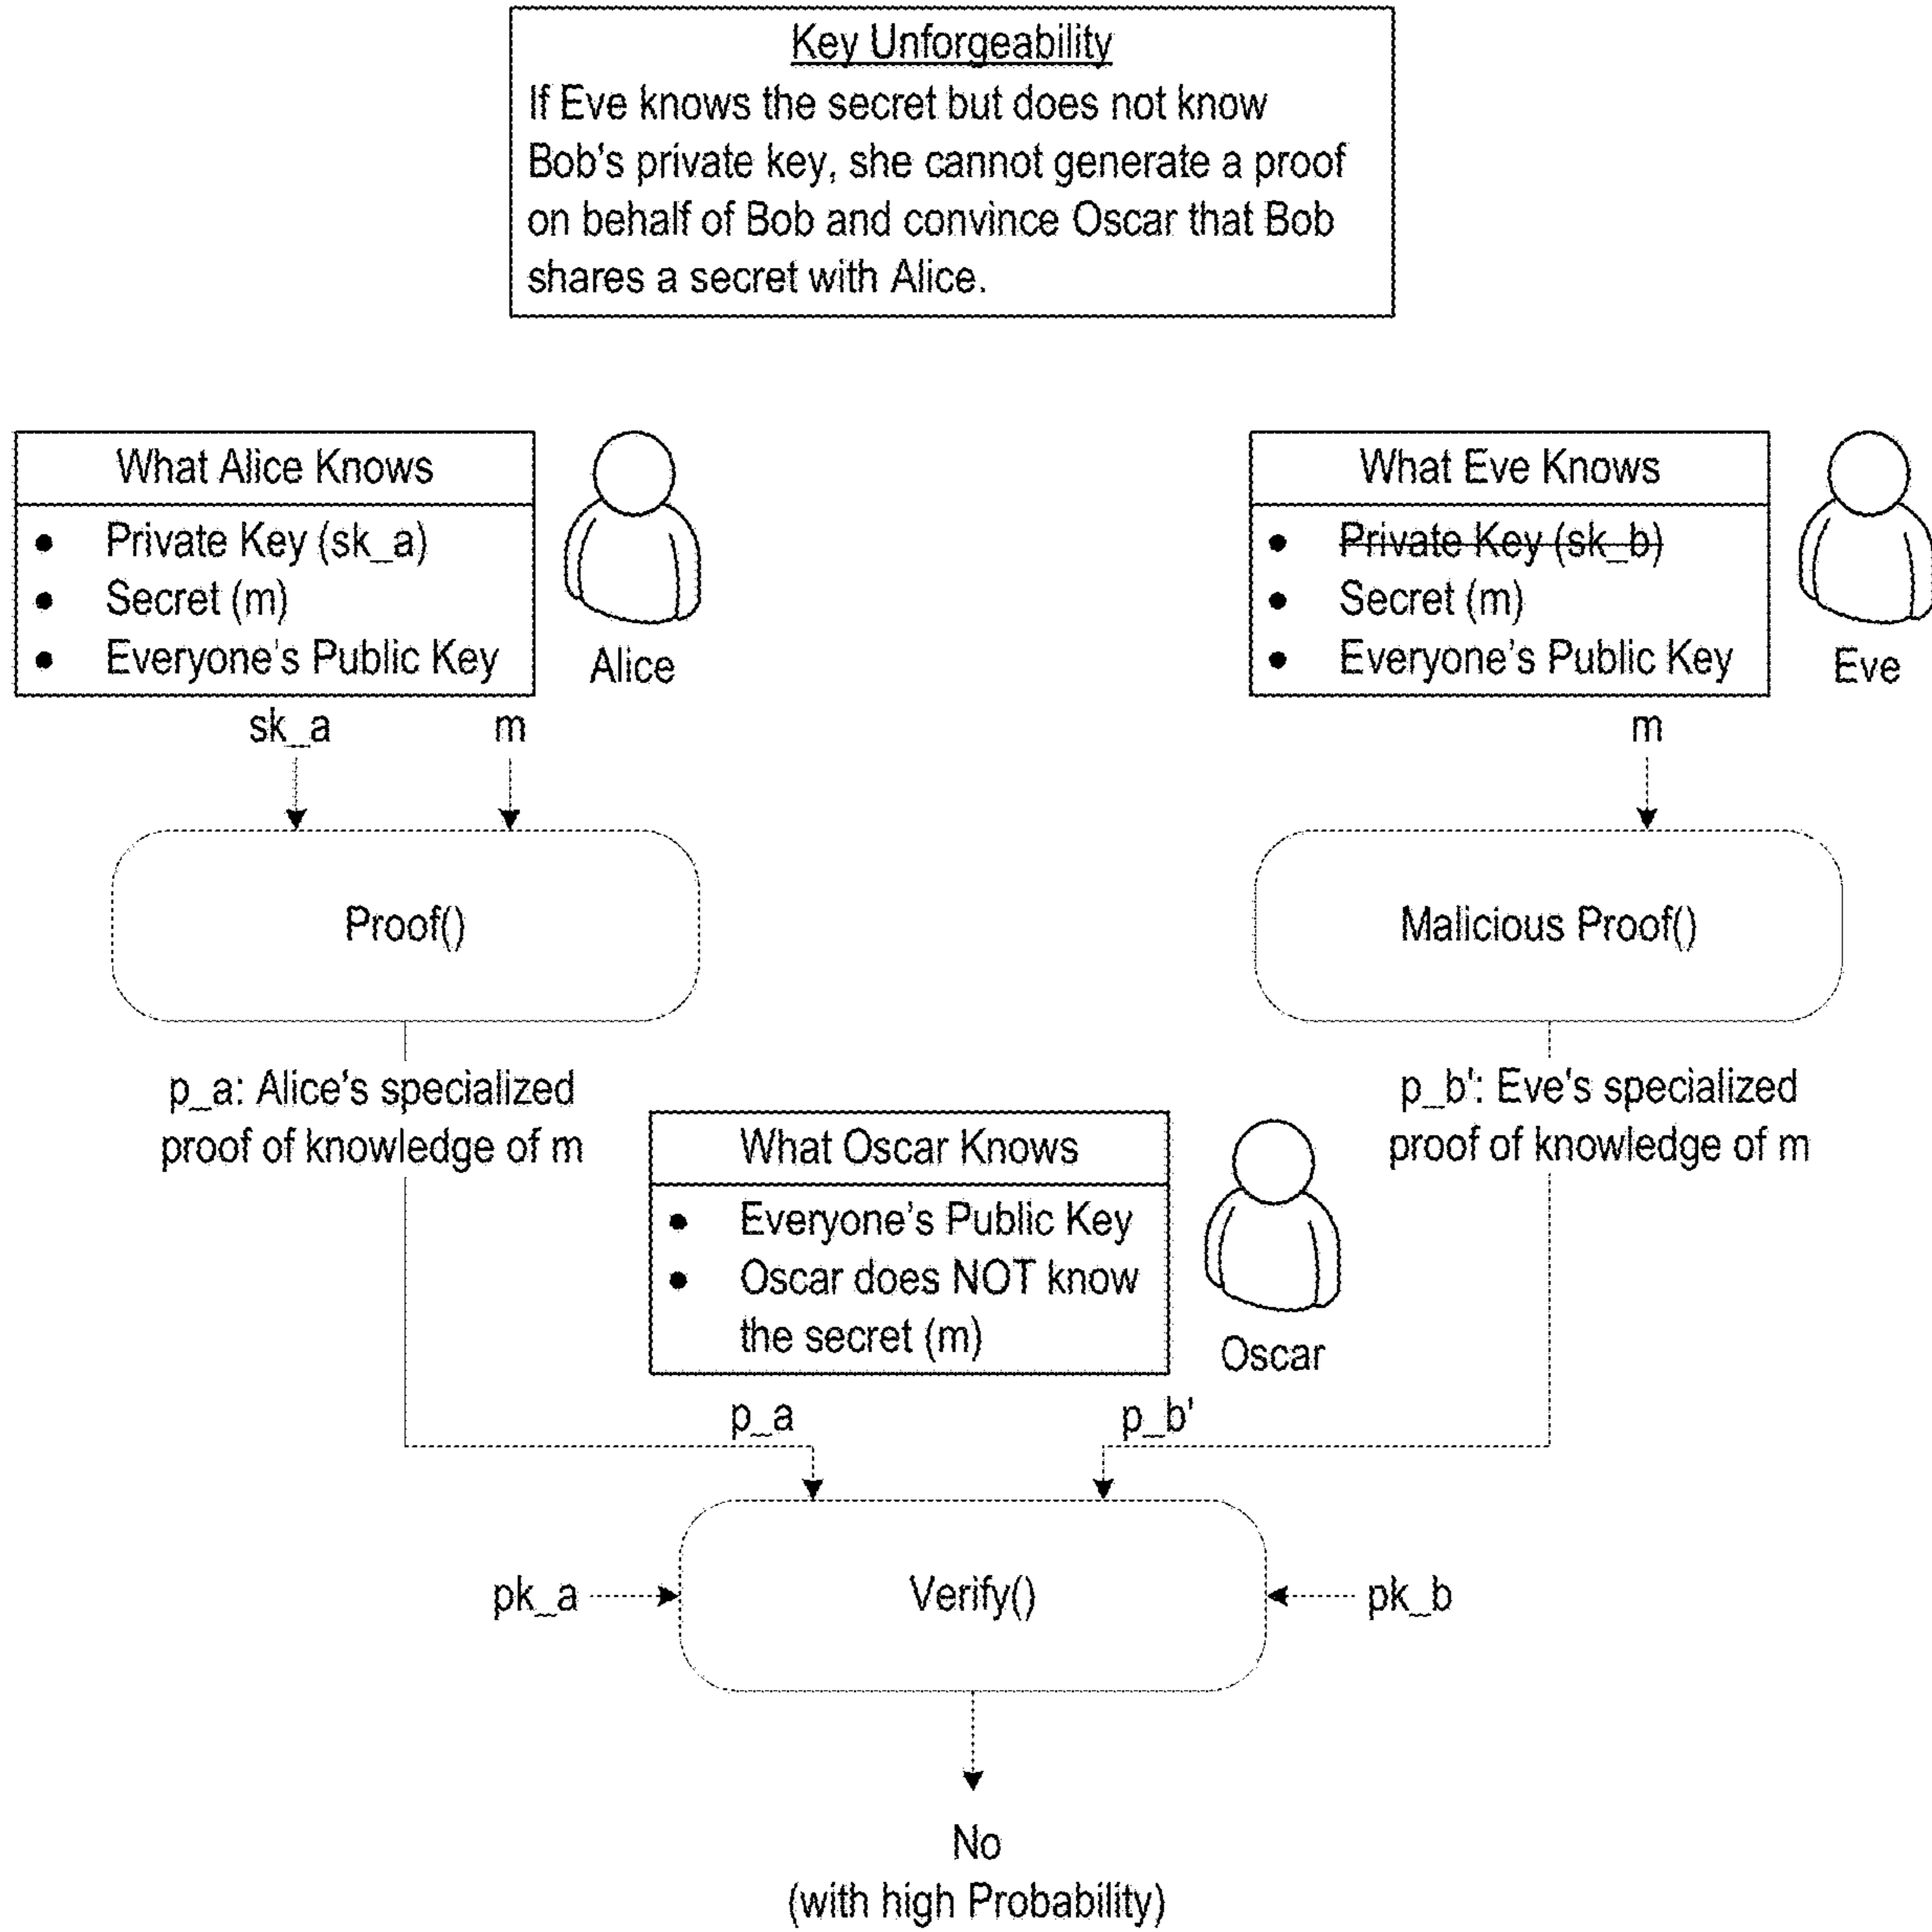 Key Unforgeability
If Eve knows the secret but does not know
Bob's private key, she cannot generate a proof
on behalf of Bob and convince Oscar that Bob
shares a secret with Alice.
What Alice Knows
● Private Key (sk_a)
● Secret (m)
● Everyone's Public Key
Alice
What Eve Knows
● Private Key (sk_b)
● Secret (m)
● Everyone's Public Key
Eve
sk_a
m
m
Proof()
Malicious Proof()
p_a: Alice's specialized
proof of knowledge of m
p_b': Eve's specialized
proof of knowledge of m
What Oscar Knows
● Everyone's Public Key
● Oscar does NOT know
the secret (m)
Oscar
p_a
p_b'
pk_a
Verify()
pk_b
No
(with high Probability)